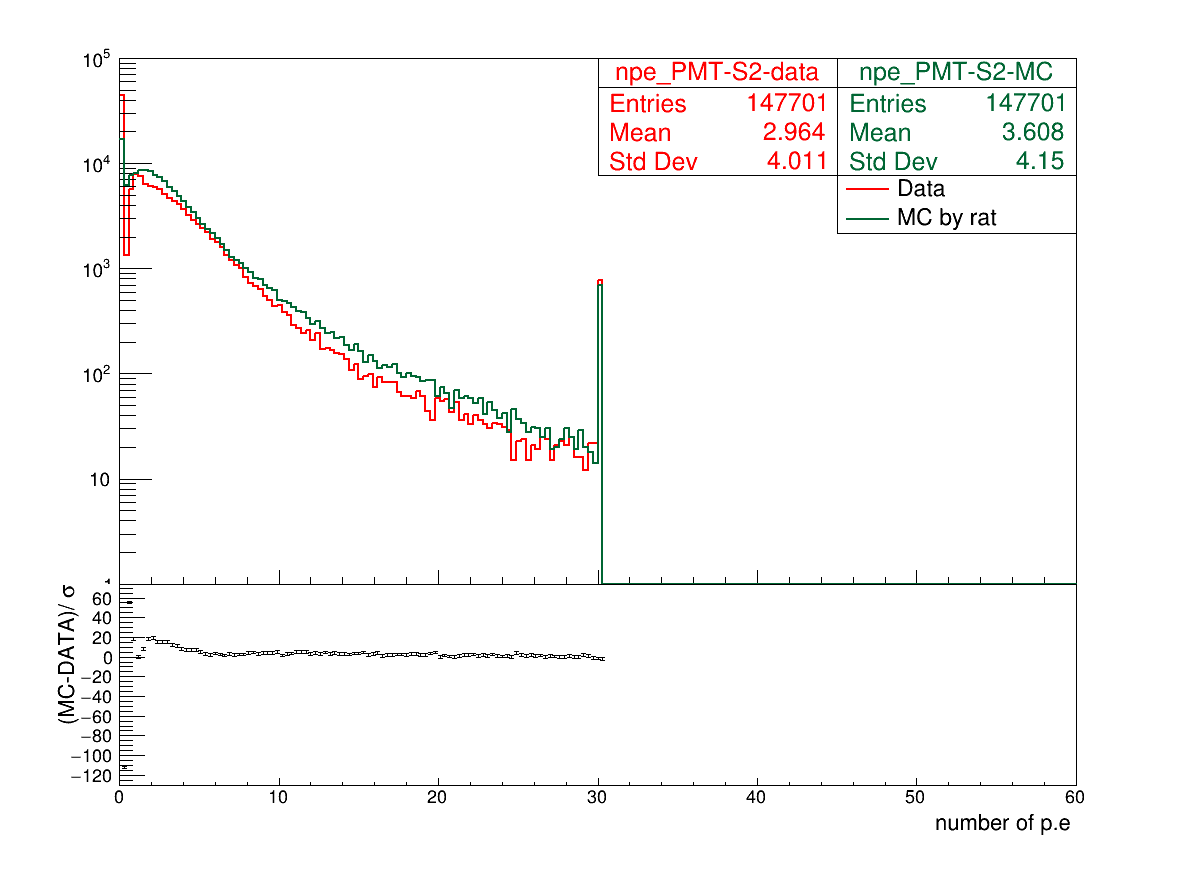 10^5
10^4
10^3
10^2
10
1
npe_PMT-S2-data
Entries 147701
Mean 2.964
Std Dev 4.011
npe_PMT-S2-MC
Entries 147701
Mean 3.608
Std Dev 4.15
Data
MC by rat
(MC-DATA)/ σ
60
40
20
0
−20
−40
−60
−80
−100
−120
0 10 20 30 40 50 60
number of p.e